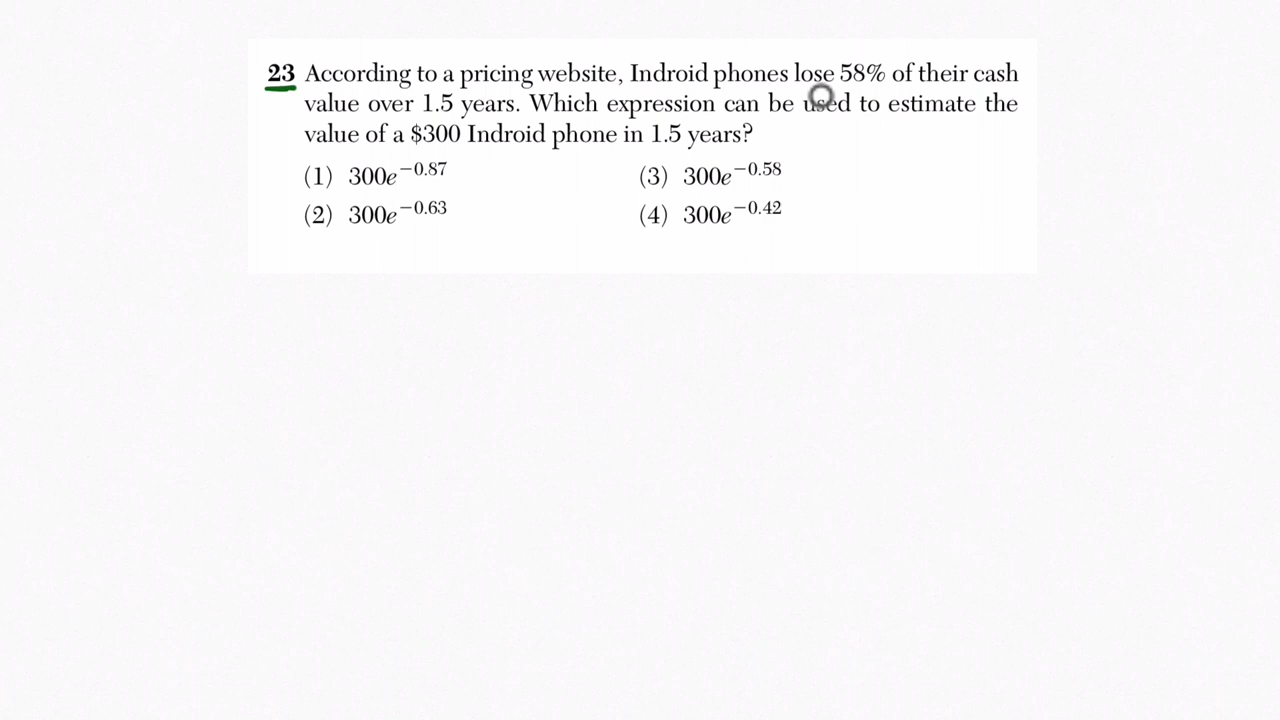 23 According to a pricing website, Indroid phones lose 58% of their cash
value over 1.5 years. Which expression can be used to estimate the
value of a $300 Indroid phone in 1.5 years?
(1) 300e^−0.87 (3) 300e^−0.58
(2) 300e^−0.63 (4) 300e^−0.42